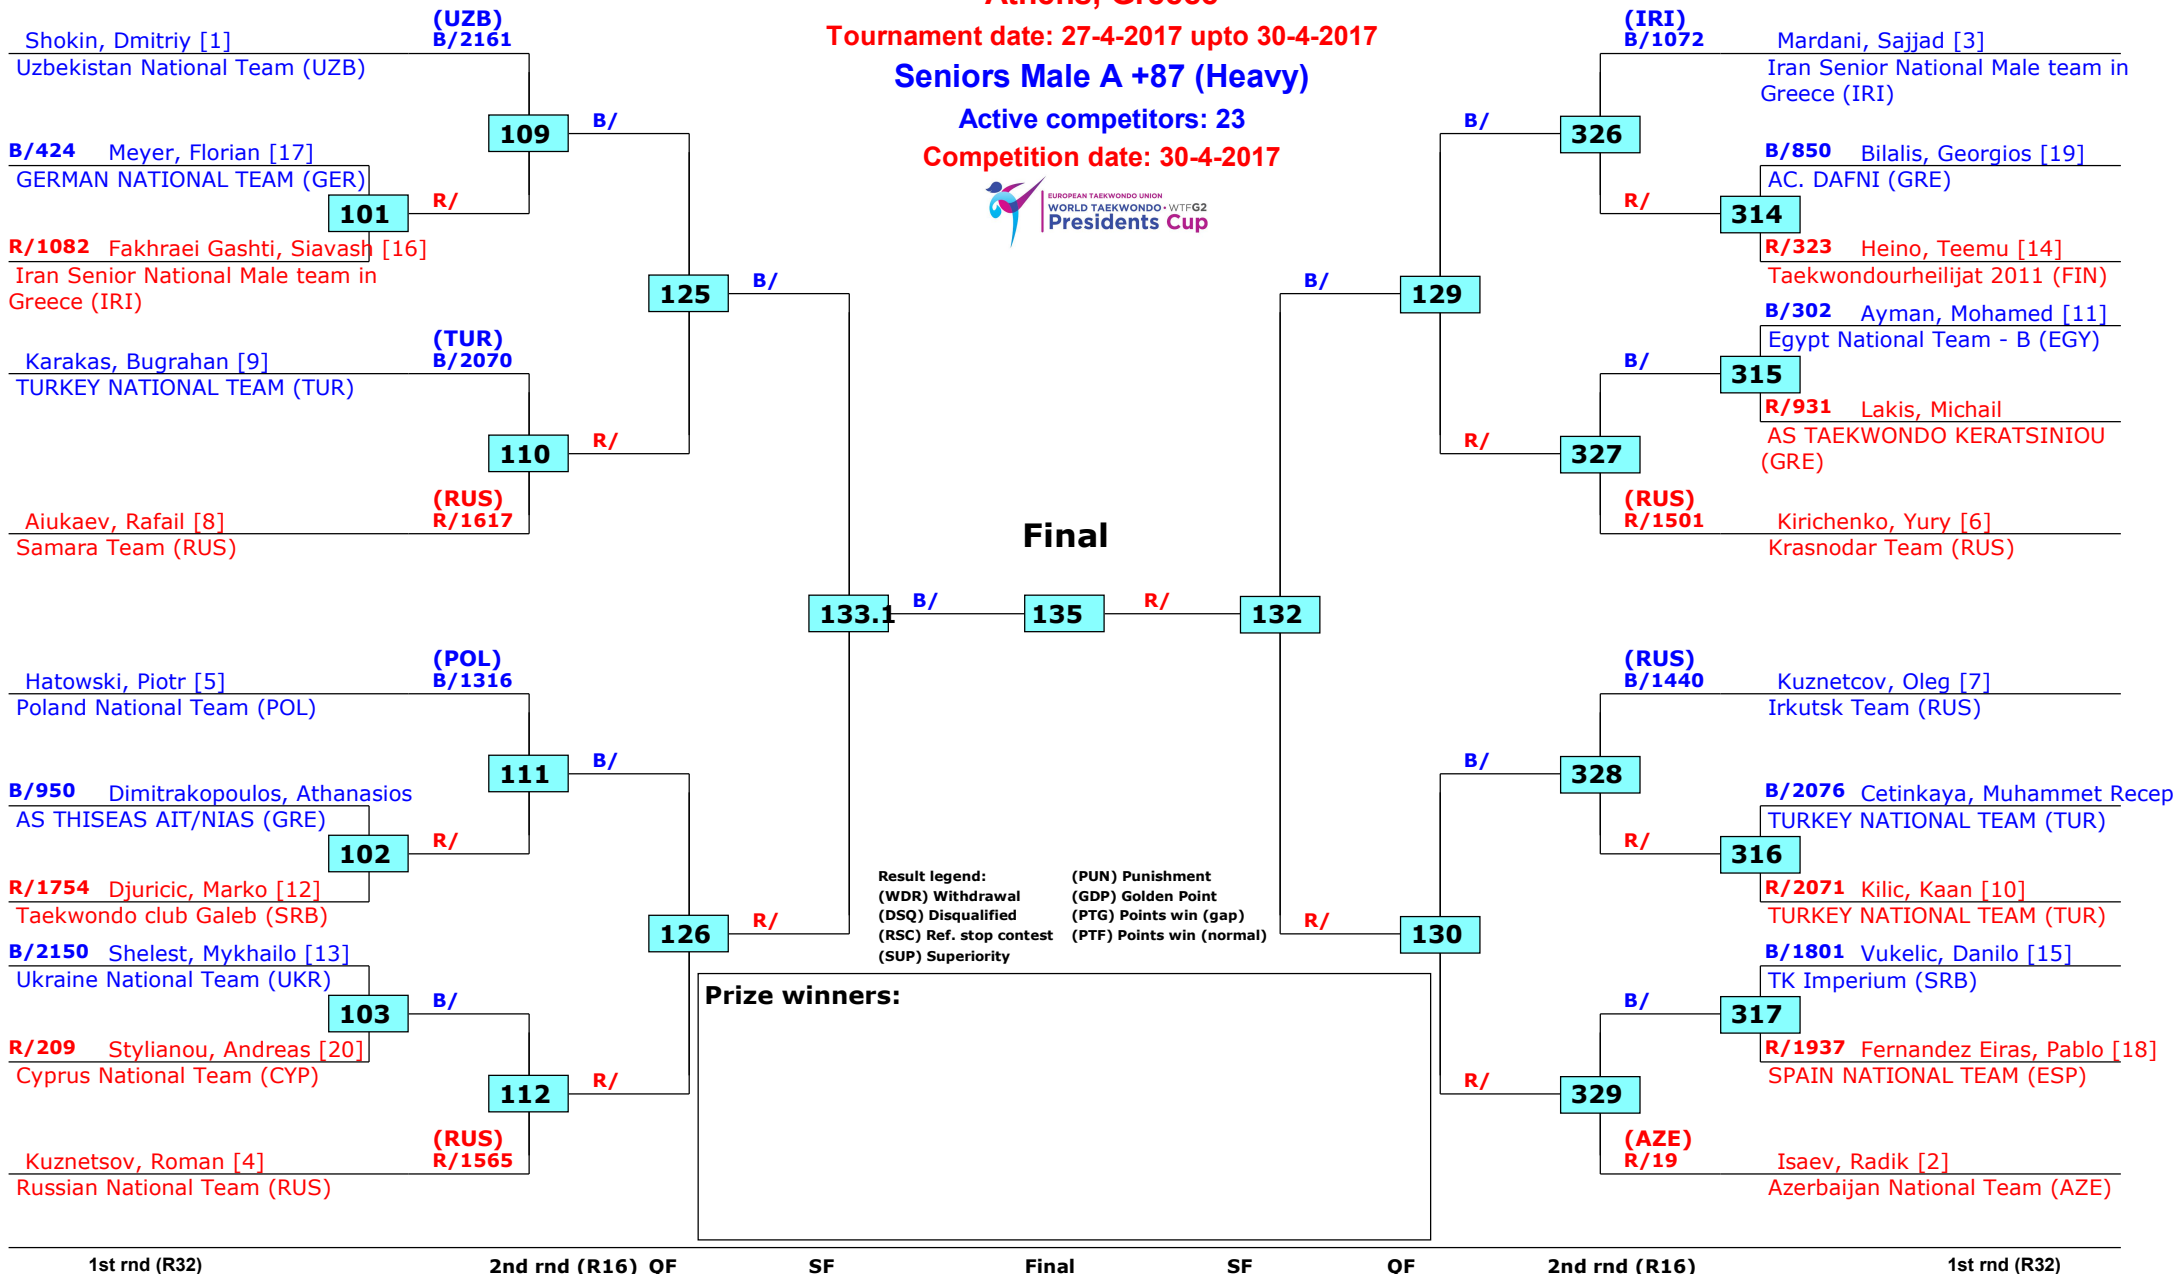 Athens, Greece
Tournament date: 27-4-2017 upto 30-4-2017
Seniors Male A +87 (Heavy)
Active competitors: 23
Competition date: 30-4-2017
EUROPEAN TAEKWONDO UNION
WORLD TAEKWONDO • WTFG2
Presidents Cup
(UZB)
Shokin, Dmitriy [1] B/2161
Uzbekistan National Team (UZB)
109
B/
B/424 Meyer, Florian [17]
GERMAN NATIONAL TEAM (GER)
101
R/
R/1082 Fakhraei Gashti, Siavash [16]
Iran Senior National Male team in
Greece (IRI)
125
B/
(TUR)
Karakas, Bugrahan [9] B/2070
TURKEY NATIONAL TEAM (TUR)
110
R/
(RUS)
Aiukaev, Rafail [8] R/1617
Samara Team (RUS)
133.1
B/
(POL)
Hatowski, Piotr [5] B/1316
Poland National Team (POL)
111
B/
B/950 Dimitrakopoulos, Athanasios
AS THISEAS AIT/NIAS (GRE)
102
R/
R/1754 Djuricic, Marko [12]
Taekwondo club Galeb (SRB)
126
R/
B/2150 Shelest, Mykhailo [13]
Ukraine National Team (UKR)
103
B/
R/209 Stylianou, Andreas [20]
Cyprus National Team (CYP)
112
R/
(RUS)
Kuznetsov, Roman [4] R/1565
Russian National Team (RUS)
Final
135
R/
132
(IRI)
B/1072 Mardani, Sajjad [3]
Iran Senior National Male team in
Greece (IRI)
B/
326
B/850 Bilalis, Georgios [19]
AC. DAFNI (GRE)
R/
314
R/323 Heino, Teemu [14]
Taekwondourheilijat 2011 (FIN)
B/
129
B/302 Ayman, Mohamed [11]
Egypt National Team - B (EGY)
B/
315
R/931 Lakis, Michail
AS TAEKWONDO KERATSINIOU
(GRE)
R/
327
(RUS)
R/1501 Kirichenko, Yury [6]
Krasnodar Team (RUS)
(RUS)
B/1440 Kuznetcov, Oleg [7]
Irkutsk Team (RUS)
B/
328
B/2076 Cetinkaya, Muhammet Recep
TURKEY NATIONAL TEAM (TUR)
R/
316
R/2071 Kilic, Kaan [10]
TURKEY NATIONAL TEAM (TUR)
R/
130
B/1801 Vukelic, Danilo [15]
TK Imperium (SRB)
B/
317
R/1937 Fernandez Eiras, Pablo [18]
SPAIN NATIONAL TEAM (ESP)
R/
329
(AZE)
R/19 Isaev, Radik [2]
Azerbaijan National Team (AZE)
Result legend: (PUN) Punishment
(WDR) Withdrawal (GDP) Golden Point
(DSQ) Disqualified (PTG) Points win (gap)
(RSC) Ref. stop contest (PTF) Points win (normal)
(SUP) Superiority
Prize winners:
1st rnd (R32) 2nd rnd (R16) QF SF Final SF QF 2nd rnd (R16) 1st rnd (R32)